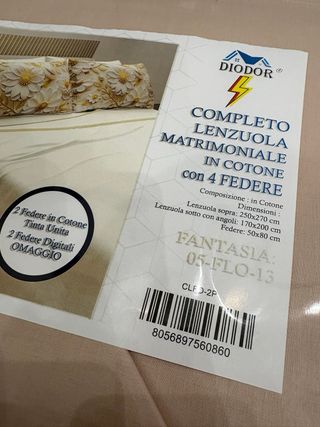 DIODOR®
COMPLETO
LENZUOLA
MATRIMONIALE
IN COTONE
con 4 FEDERE
Composizione : in Cotone
Dimensioni :
Lenzuola sopra: 250x270 cm
Lenzuola sotto con angoli: 170x200 cm
Federe: 50x80 cm
FANTASIA:
05-FLO-13
2 Federe in Cotone
Tinta Unita
2 Federe Digitali
OMAGGIO
8056897560860